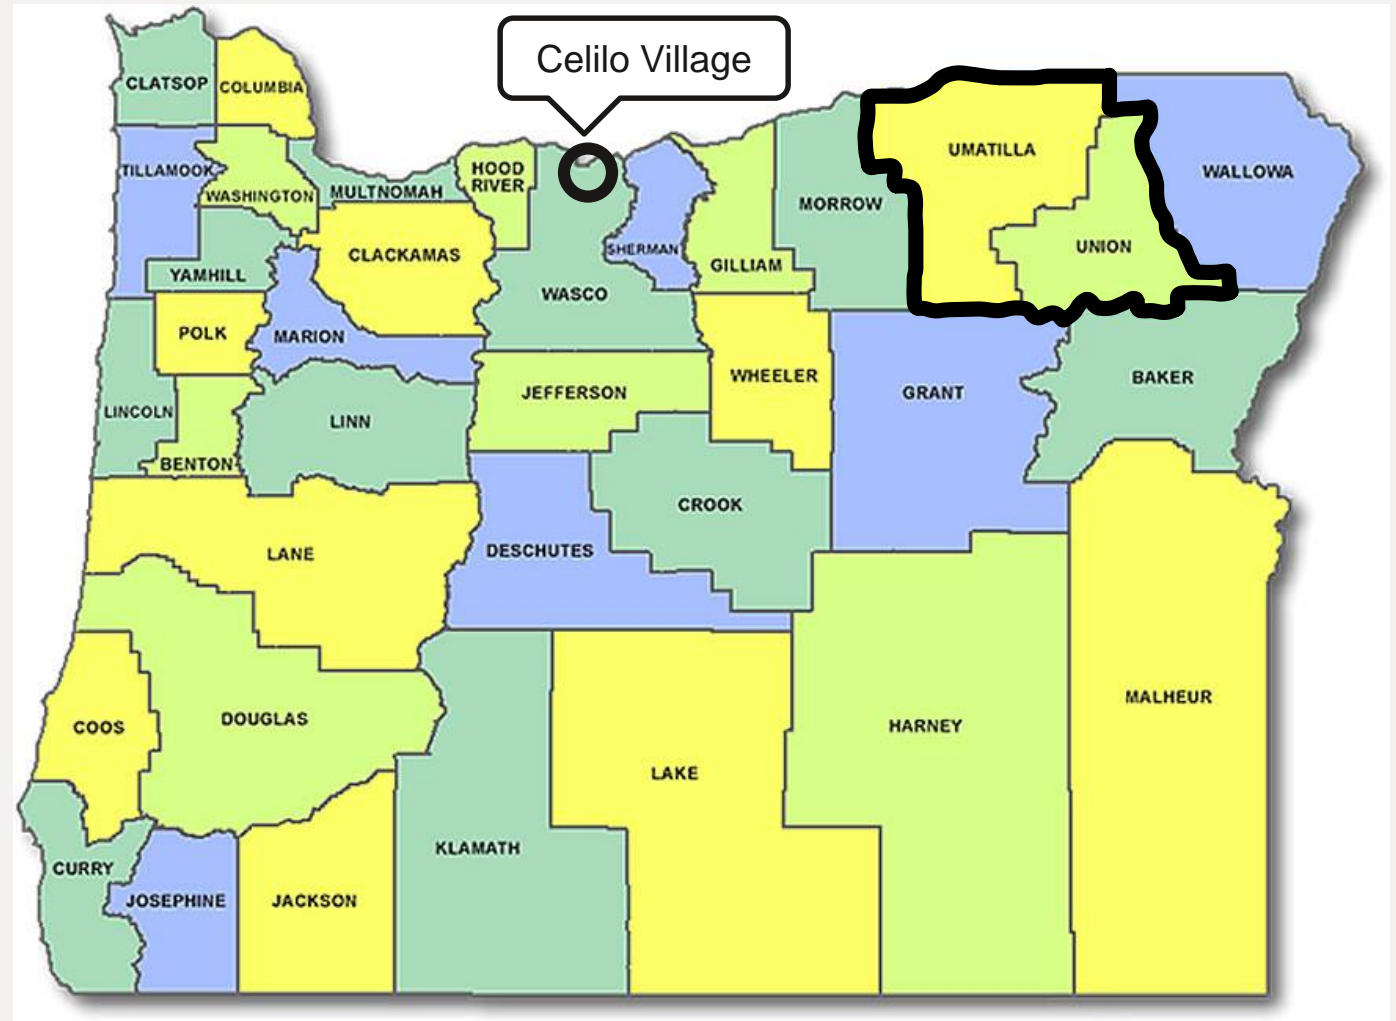 Celilo Village
CLATSOP
COLUMBIA
TILLAMOOK
WASHINGTON
MULTNOMAH
HOOD
RIVER
UMATILLA
WALLOWA
MORROW
UNION
CLACKAMAS
SHERMAN
GILLIAM
YAMHILL
WASCO
POLK
MARION
JEFFERSON
WHEELER
GRANT
BAKER
LINCOLN
LINN
BENTON
CROOK
LANE
DESCHUTES
COOS
DOUGLAS
LAKE
HARNEY
MALHEUR
KLAMATH
CURRY
JOSEPHINE
JACKSON